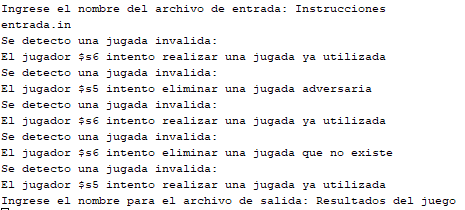 Ingrese el nombre del archivo de entrada: Instrucciones
entrada.in
Se detecto una jugada invalida:
El jugador $s6 intento realizar una jugada ya utilizada
Se detecto una jugada invalida:
El jugador $s5 intento eliminar una jugada adversaria
Se detecto una jugada invalida:
El jugador $s6 intento realizar una jugada ya utilizada
Se detecto una jugada invalida:
El jugador $s6 intento eliminar una jugada que no existe
Se detecto una jugada invalida:
El jugador $s5 intento realizar una jugada ya utilizada
Ingrese el nombre para el archivo de salida: Resultados del juego